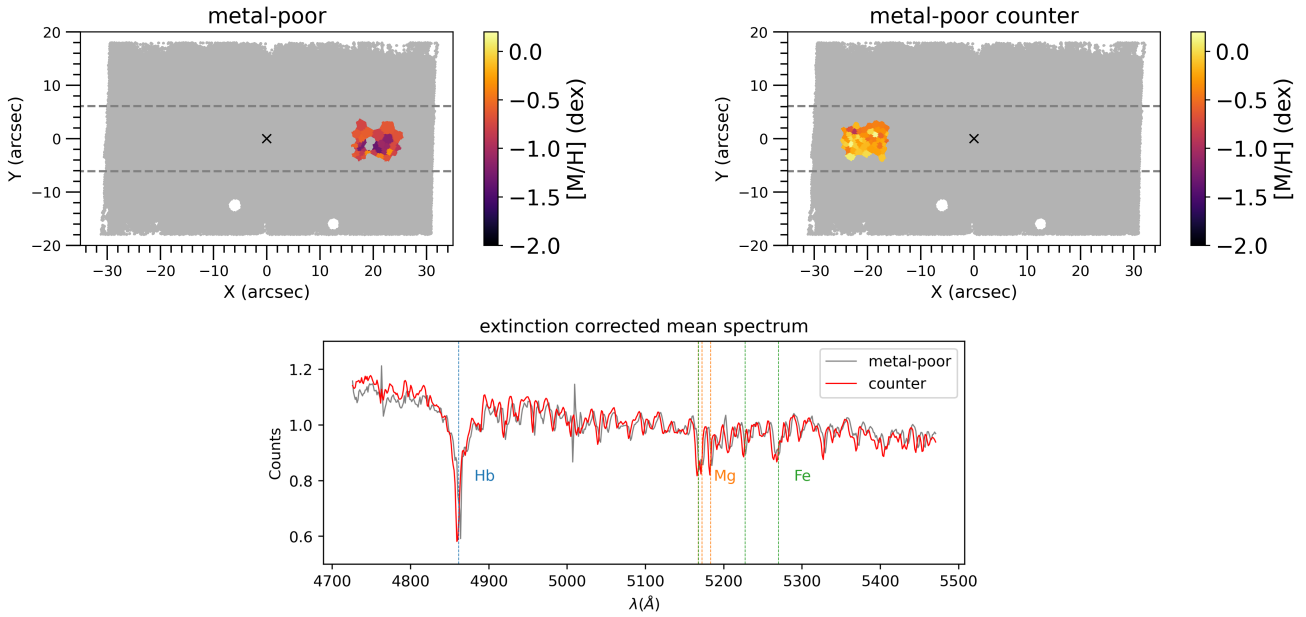 metal-poor
20
10
0
−10
−20
Y (arcsec)
−30
−20
−10
0
10
20
30
X (arcsec)
0.0
−0.5
−1.0
−1.5
−2.0
[M/H] (dex)
metal-poor counter
20
10
0
−10
−20
Y (arcsec)
−30
−20
−10
0
10
20
30
X (arcsec)
0.0
−0.5
−1.0
−1.5
−2.0
[M/H] (dex)
extinction corrected mean spectrum
1.2
1.0
0.8
0.6
Counts
metal-poor
counter
Hb
Mg
Fe
4700
4800
4900
5000
5100
5200
5300
5400
5500
λ(Å)